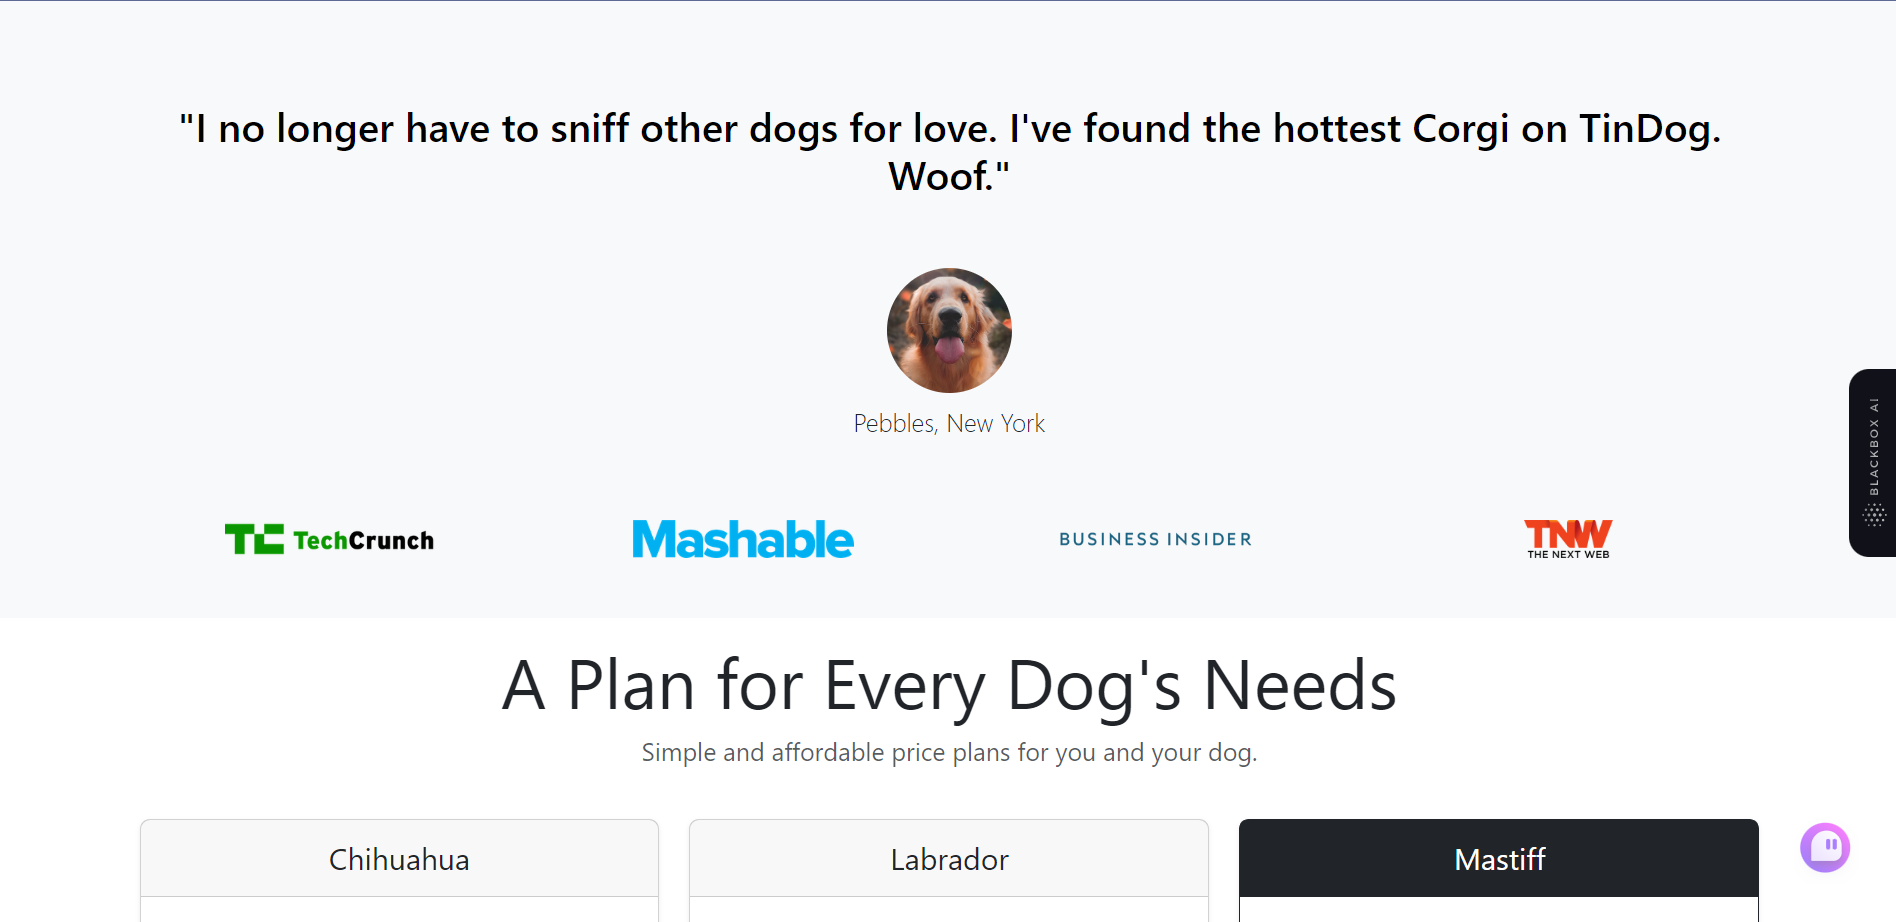 "I no longer have to sniff other dogs for love. I've found the hottest Corgi on TinDog.
Woof."
Pebbles, New York
BLACKBOX AI
TC TechCrunch
Mashable
BUSINESS INSIDER
TNW
THE NEXT WEB
A Plan for Every Dog's Needs
Simple and affordable price plans for you and your dog.
Chihuahua
Labrador
Mastiff